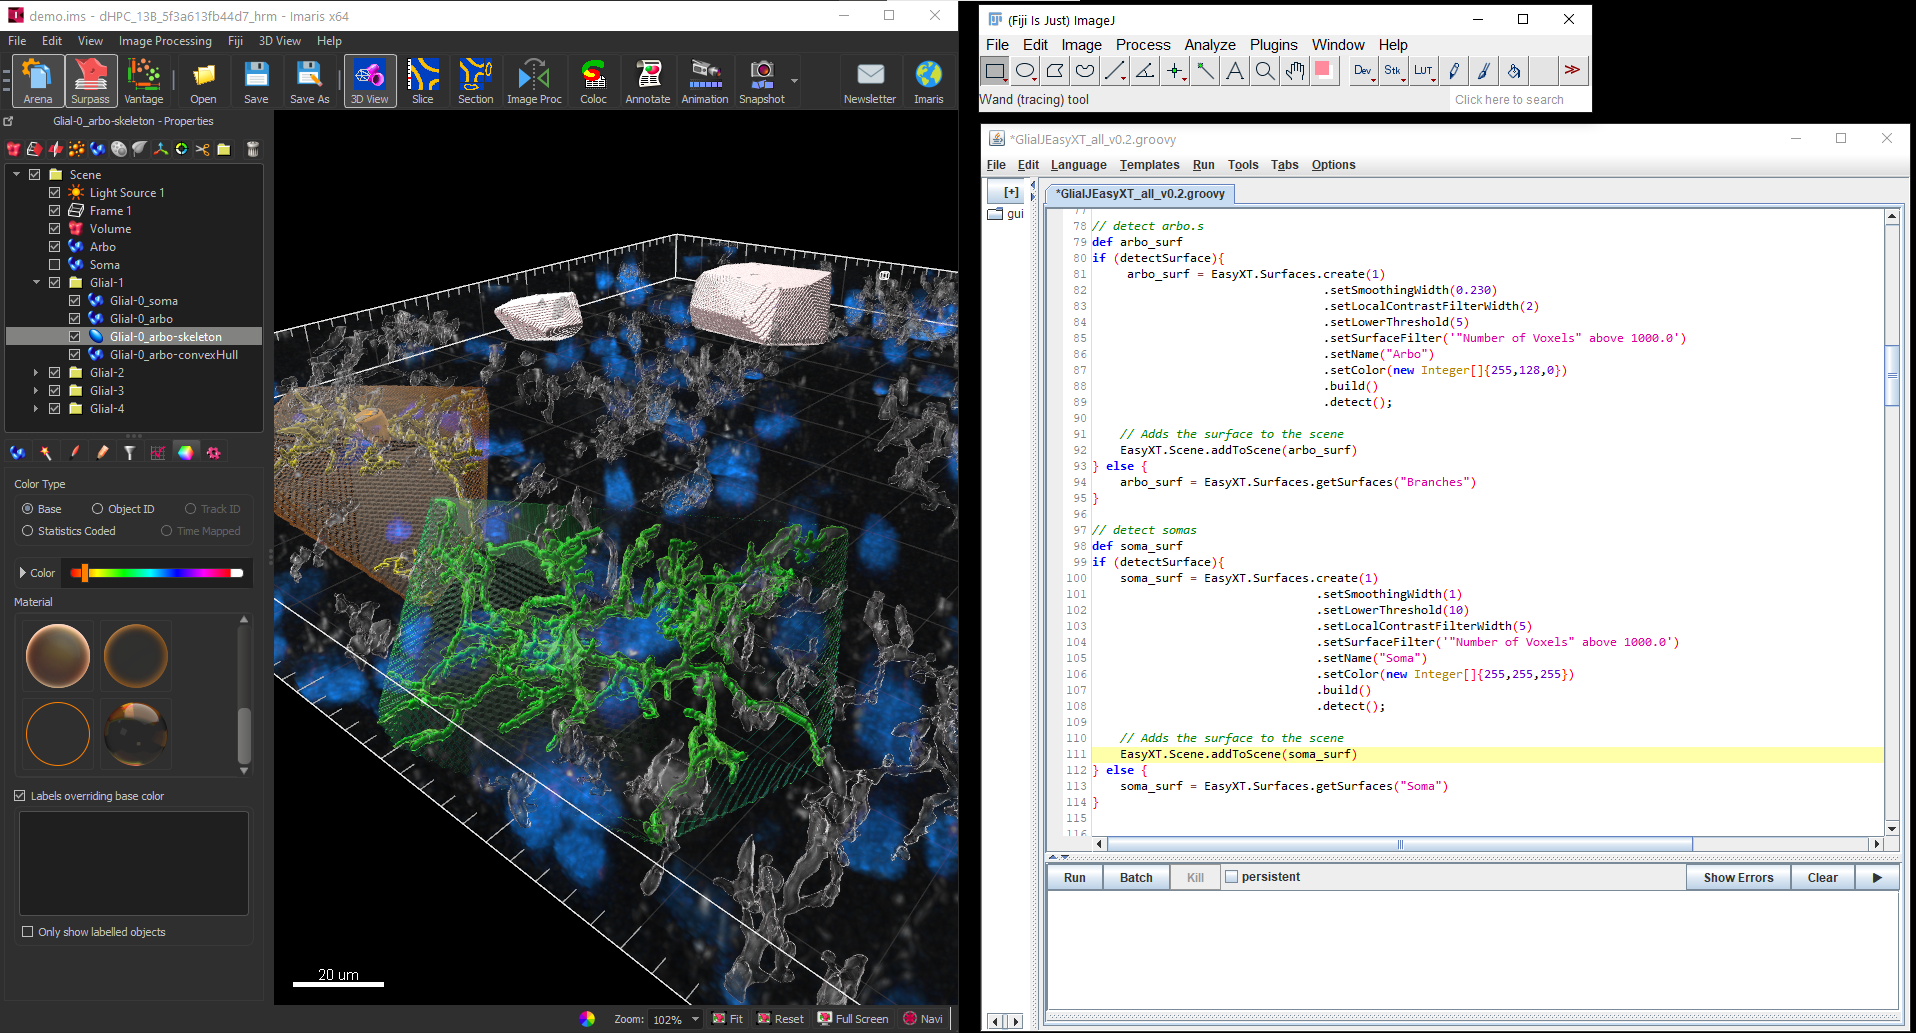 demo.ims - dHPC_13B_5f3a613fb44d7_hrm - Imaris x64
File Edit View Image Processing Fiji 3D View Help
Arena Surpass Vantage Open Save Save As 3D View Slice Section Image Proc Coloc Annotate Animation Snapshot Newsletter Imaris
Glial-0_arbo-skeleton - Properties
Scene
Light Source 1
Frame 1
Volume
Arbo
Soma
Glial-1
Glial-0_soma
Glial-0_arbo
Glial-0_arbo-skeleton
Glial-0_arbo-convexHull
Glial-2
Glial-3
Glial-4
Color Type
Base Object ID Track ID
Statistics Coded Time Mapped
Color
Material
Labels overriding base color
Only show labelled objects
20 um
Zoom: 102% Fit Reset Full Screen Navi
(Fiji Is Just) ImageJ
File Edit Image Process Analyze Plugins Window Help
Dev Stk LUT >>
Wand (tracing) tool Click here to search
*GlialJEasyXT_all_v0.2.groovy
File Edit Language Templates Run Tools Tabs Options
[+] *GlialJEasyXT_all_v0.2.groovy
gui
77
78 // detect arbo.s
79 def arbo_surf
80 if (detectSurface){
81 arbo_surf = EasyXT.Surfaces.create(1)
82 .setSmoothingWidth(0.230)
83 .setLocalContrastFilterWidth(2)
84 .setLowerThreshold(5)
85 .setSurfaceFilter('"Number of Voxels" above 1000.0')
86 .setName("Arbo")
87 .setColor(new Integer[]{255,128,0})
88 .build()
89 .detect();
90
91 // Adds the surface to the scene
92 EasyXT.Scene.addToScene(arbo_surf)
93 } else {
94 arbo_surf = EasyXT.Surfaces.getSurfaces("Branches")
95 }
96
97 // detect somas
98 def soma_surf
99 if (detectSurface){
100 soma_surf = EasyXT.Surfaces.create(1)
101 .setSmoothingWidth(1)
102 .setLowerThreshold(10)
103 .setLocalContrastFilterWidth(5)
104 .setSurfaceFilter('"Number of Voxels" above 1000.0')
105 .setName("Soma")
106 .setColor(new Integer[]{255,255,255})
107 .build()
108 .detect();
109
110 // Adds the surface to the scene
111 EasyXT.Scene.addToScene(soma_surf)
112 } else {
113 soma_surf = EasyXT.Surfaces.getSurfaces("Soma")
114 }
115
116
Run Batch Kill persistent Show Errors Clear